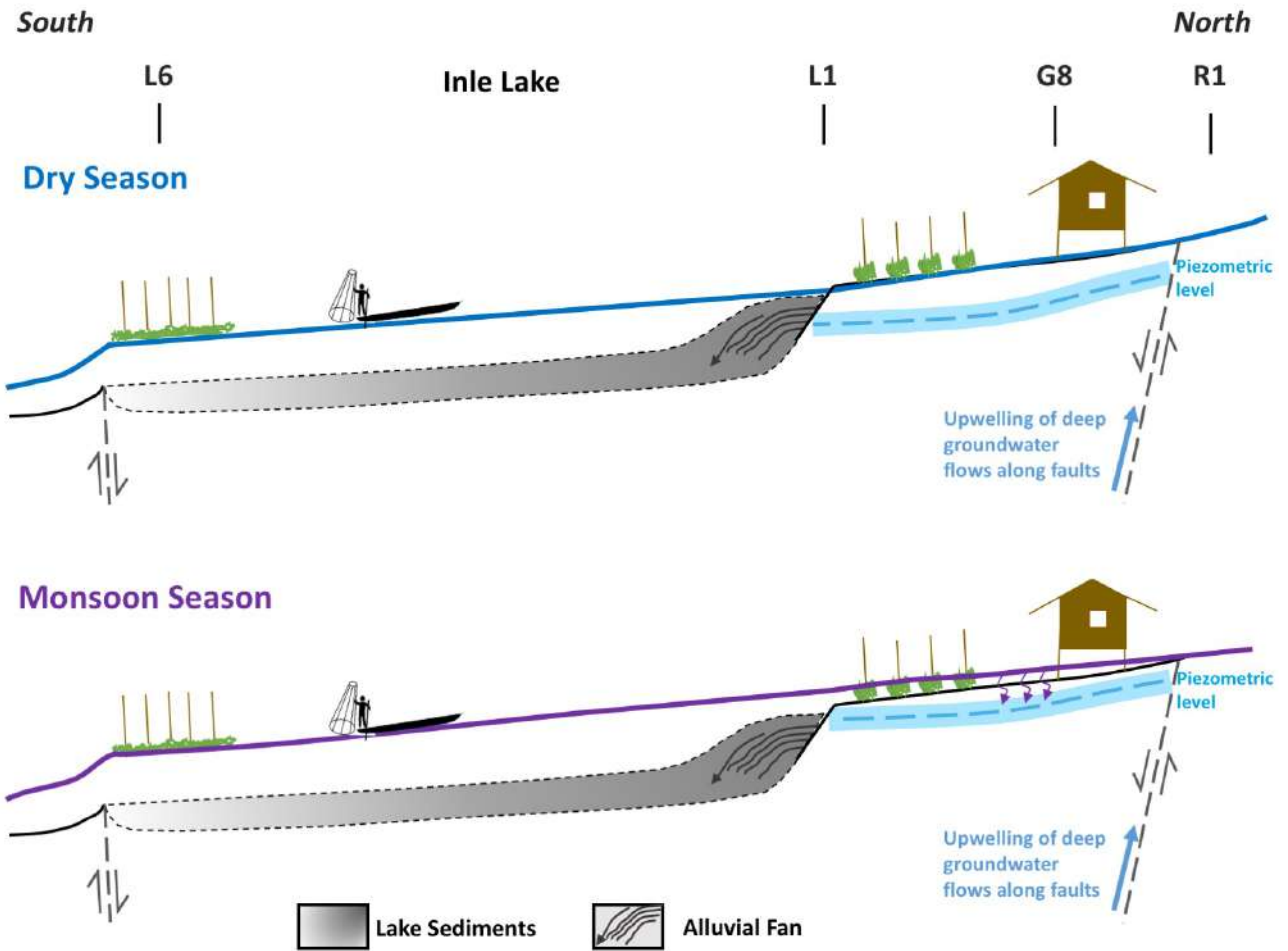 South
North
L6
Inle Lake
L1
G8
R1
Dry Season
Piezometric
level
Upwelling of deep
groundwater
flows along faults
Monsoon Season
Piezometric
level
Upwelling of deep
groundwater
flows along faults
Lake Sediments
Alluvial Fan